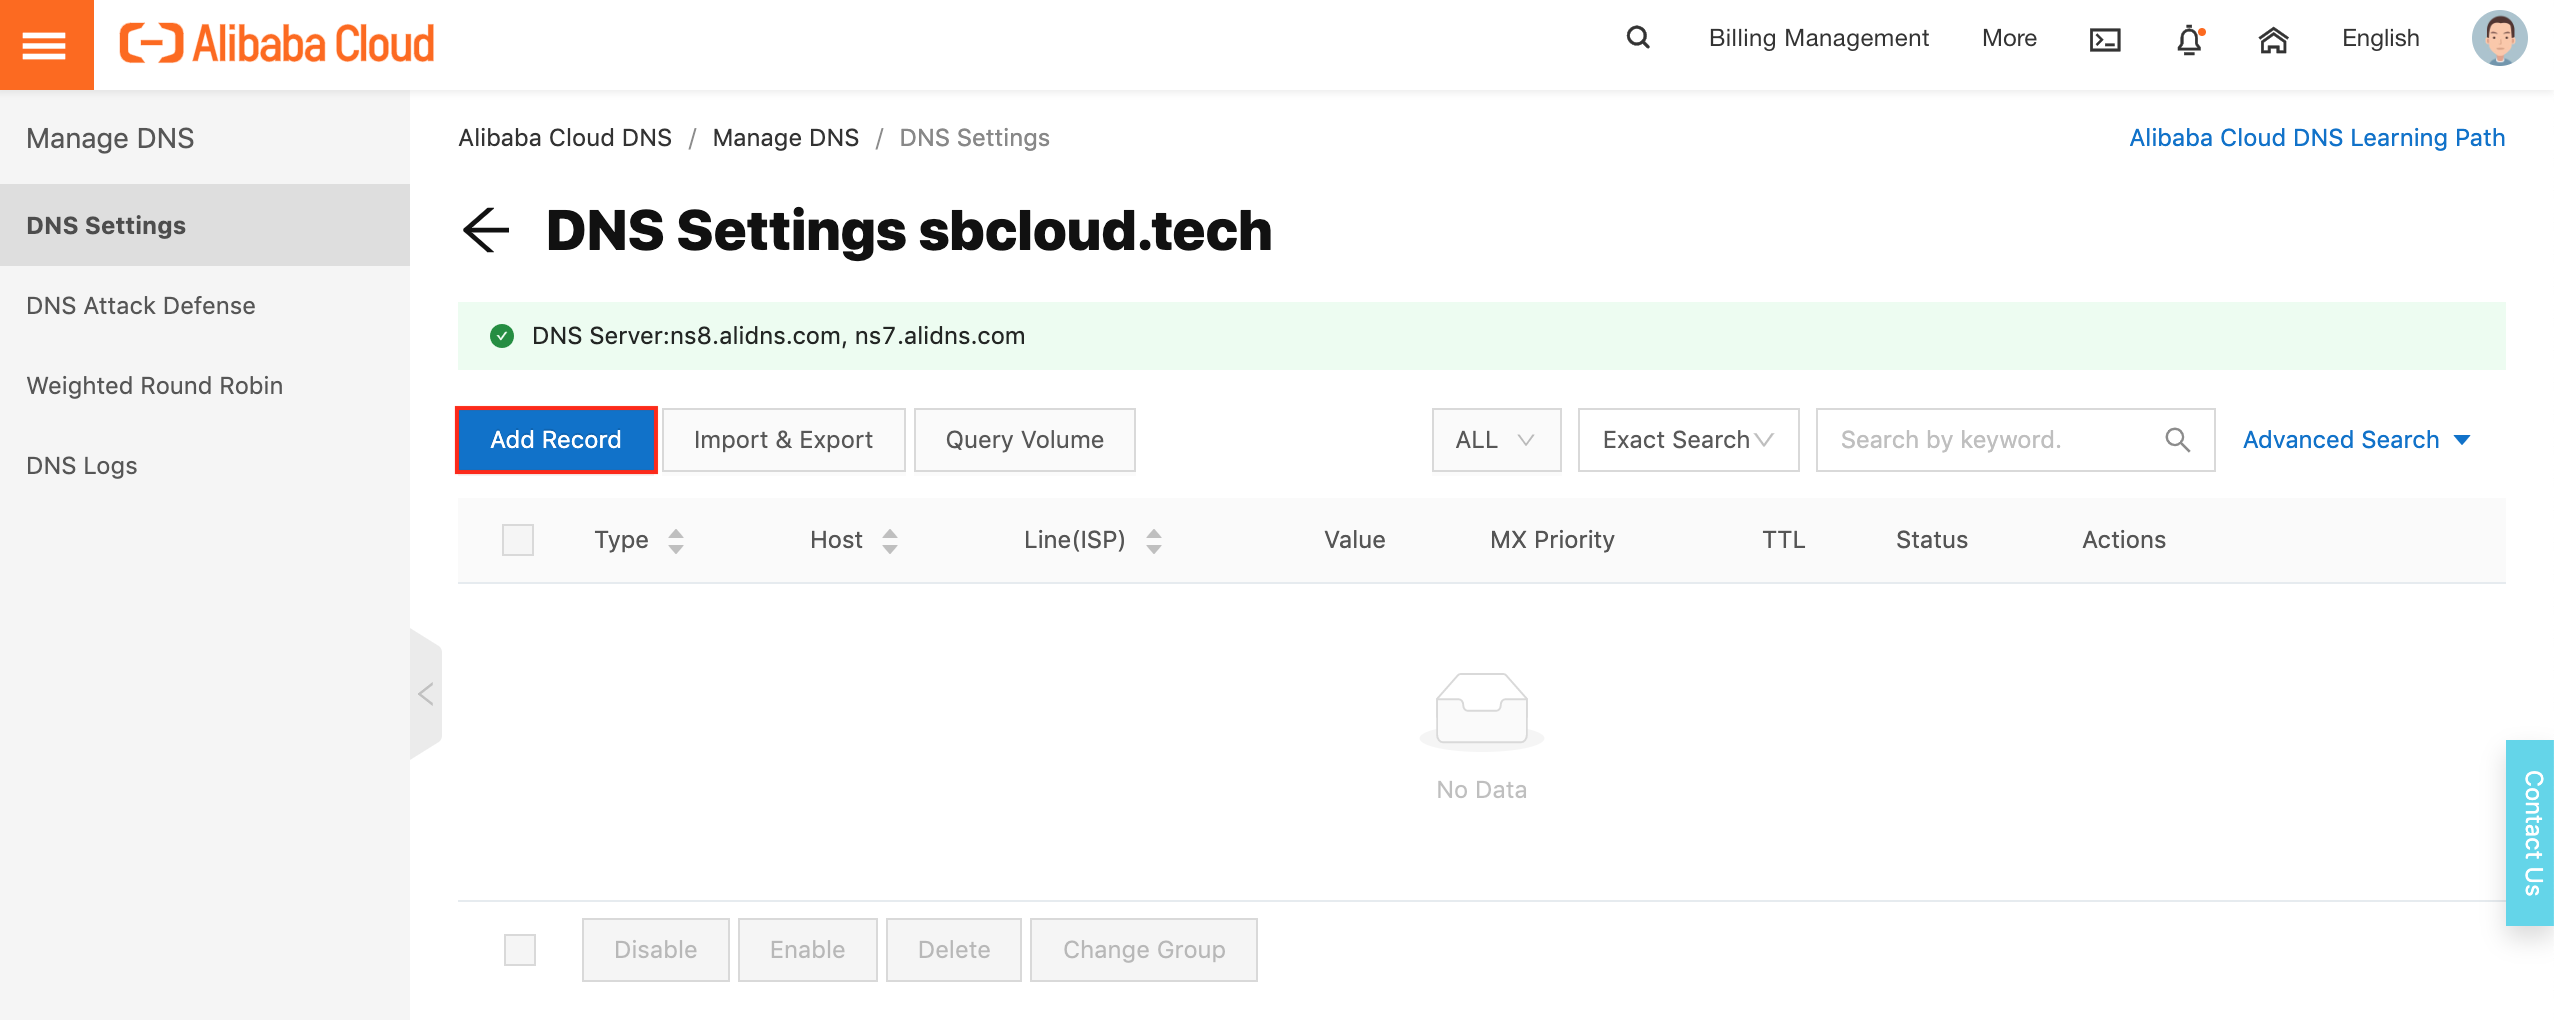 Alibaba Cloud
Billing Management More English
Manage DNS
DNS Settings
DNS Attack Defense
Weighted Round Robin
DNS Logs
Alibaba Cloud DNS / Manage DNS / DNS Settings
Alibaba Cloud DNS Learning Path
DNS Settings sbcloud.tech
DNS Server:ns8.alidns.com, ns7.alidns.com
Add Record Import & Export Query Volume ALL Exact Search Search by keyword. Advanced Search
Type Host Line(ISP) Value MX Priority TTL Status Actions
No Data
Disable Enable Delete Change Group
Contact Us